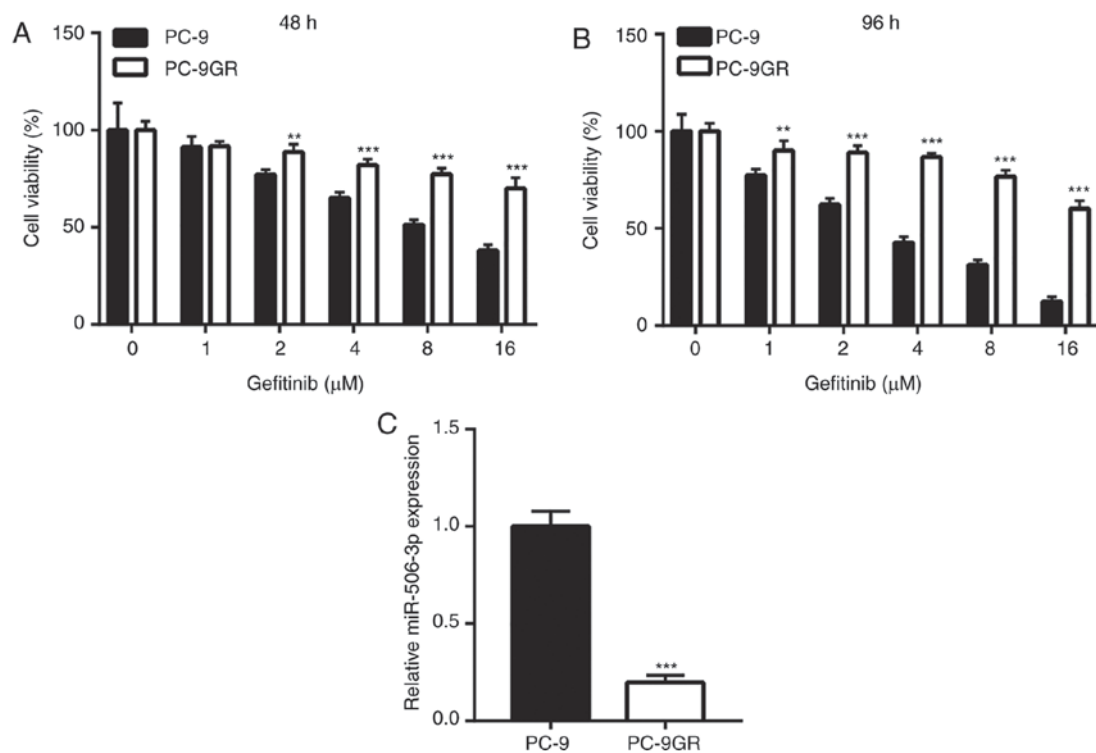 A
48 h
PC-9
PC-9GR
150
100
50
0
Cell viability (%)
**
***
***
***
0 1 2 4 8 16
Gefitinib (μM)
B
96 h
PC-9
PC-9GR
150
100
50
0
Cell viability (%)
**
***
***
***
***
0 1 2 4 8 16
Gefitinib (μM)
C
1.5
1.0
0.5
0.0
Relative miR-506-3p expression
***
PC-9 PC-9GR